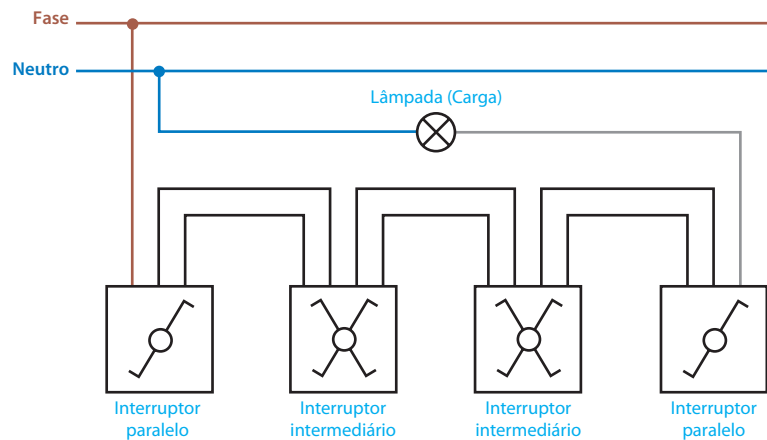 Fase
Neutro
Lâmpada (Carga)
Interruptor
paralelo
Interruptor
intermediário
Interruptor
intermediário
Interruptor
paralelo